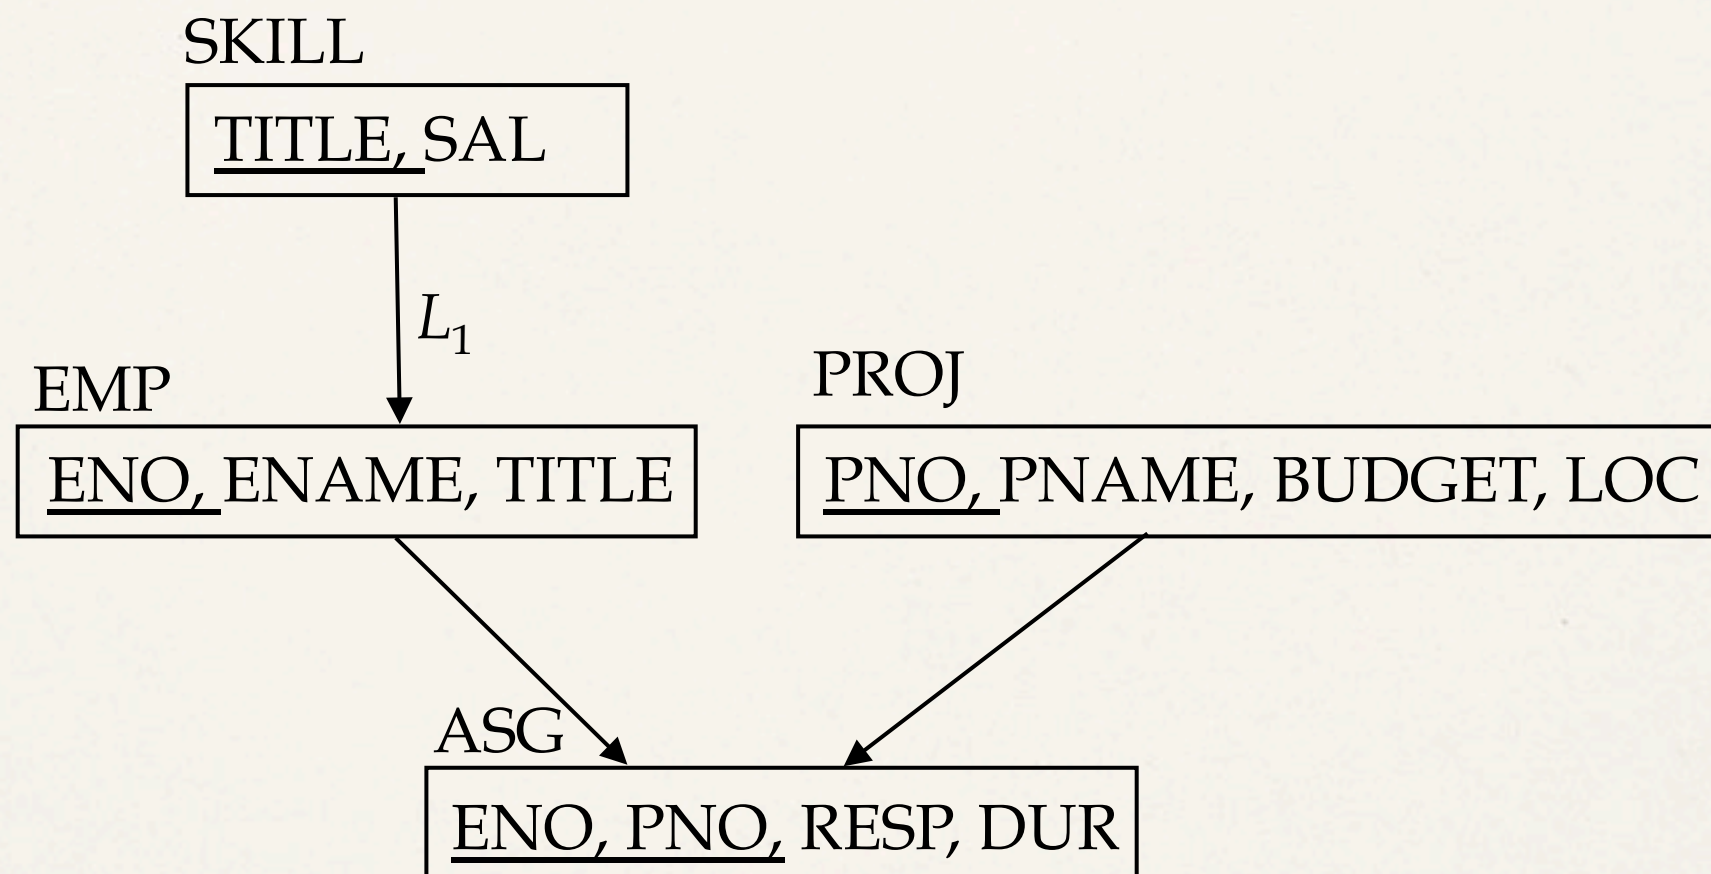 SKILL
TITLE, SAL
L1
EMP
PROJ
ENO, ENAME, TITLE
PNO, PNAME, BUDGET, LOC
ASG
ENO, PNO, RESP, DUR